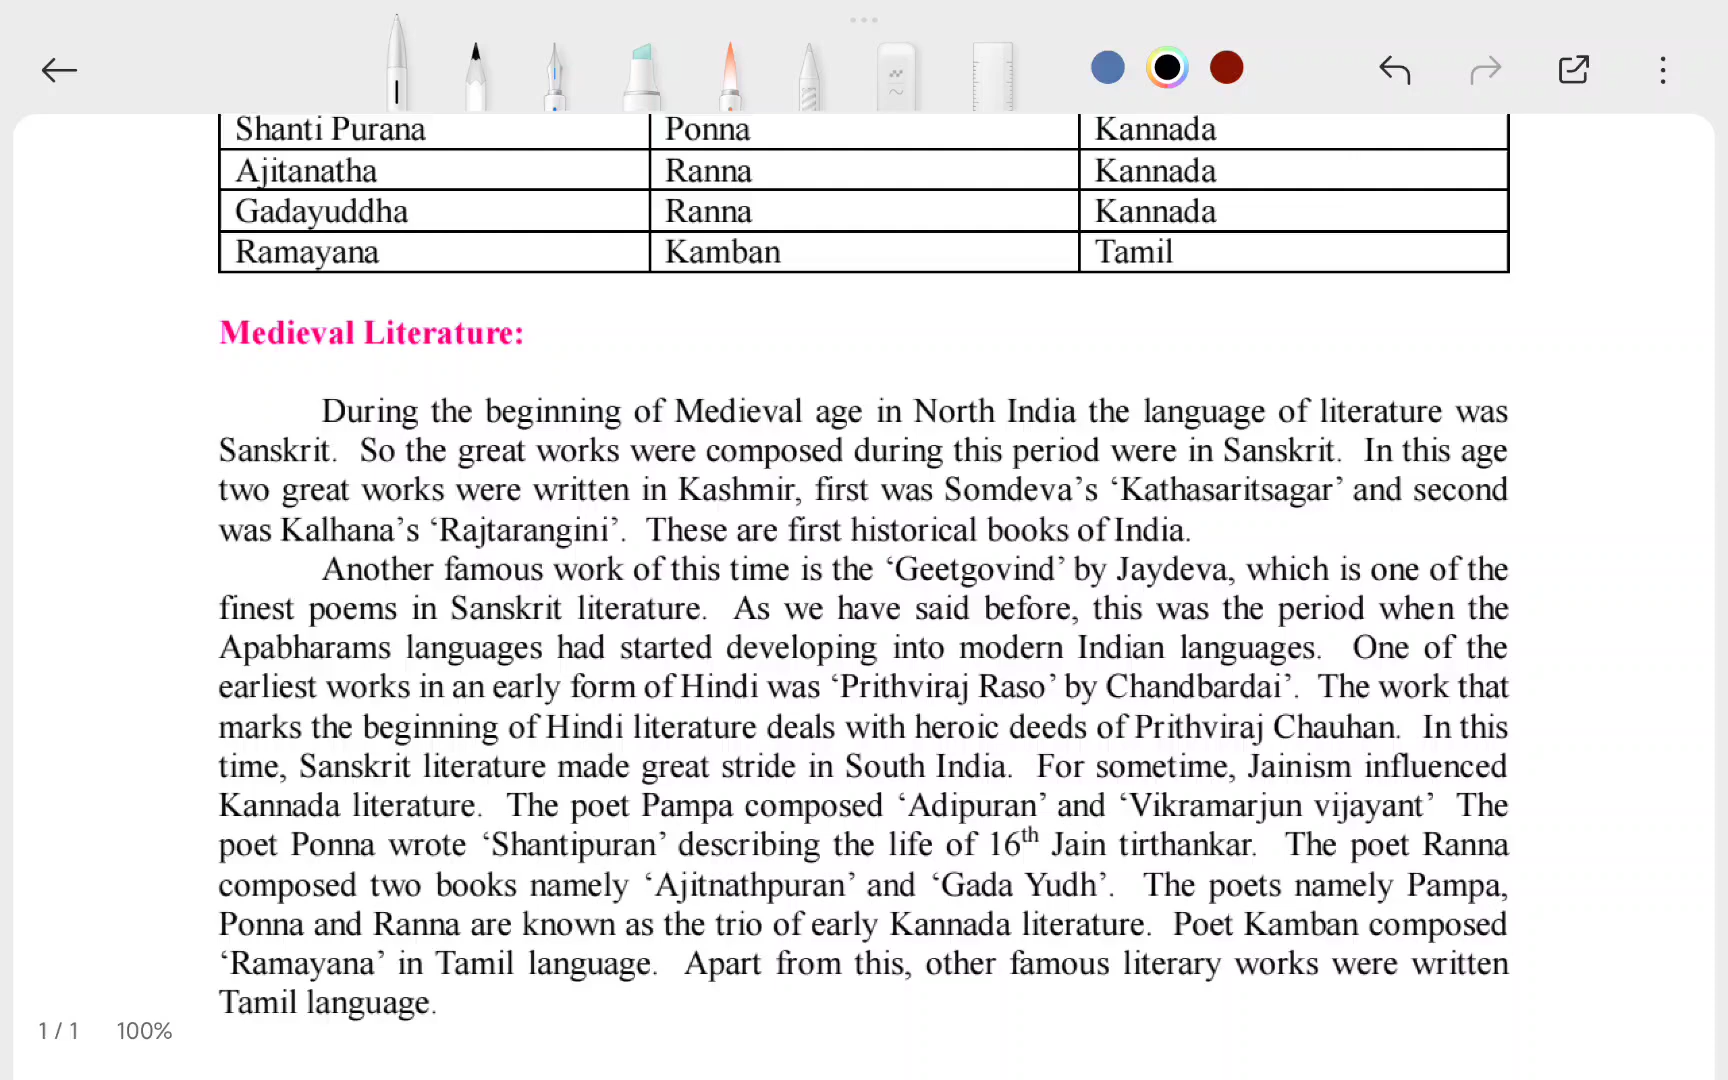 Shanti Purana Ponna Kannada
Ajitanatha Ranna Kannada
Gadayuddha Ranna Kannada
Ramayana Kamban Tamil
Medieval Literature:
During the beginning of Medieval age in North India the language of literature was
Sanskrit. So the great works were composed during this period were in Sanskrit. In this age
two great works were written in Kashmir, first was Somdeva’s ‘Kathasaritsagar’ and second
was Kalhana’s ‘Rajtarangini’. These are first historical books of India.
Another famous work of this time is the ‘Geetgovind’ by Jaydeva, which is one of the
finest poems in Sanskrit literature. As we have said before, this was the period when the
Apabharams languages had started developing into modern Indian languages. One of the
earliest works in an early form of Hindi was ‘Prithviraj Raso’ by Chandbardai’. The work that
marks the beginning of Hindi literature deals with heroic deeds of Prithviraj Chauhan. In this
time, Sanskrit literature made great stride in South India. For sometime, Jainism influenced
Kannada literature. The poet Pampa composed ‘Adipuran’ and ‘Vikramarjun vijayant’ The
poet Ponna wrote ‘Shantipuran’ describing the life of 16th Jain tirthankar. The poet Ranna
composed two books namely ‘Ajitnathpuran’ and ‘Gada Yudh’. The poets namely Pampa,
Ponna and Ranna are known as the trio of early Kannada literature. Poet Kamban composed
‘Ramayana’ in Tamil language. Apart from this, other famous literary works were written
Tamil language.
1 / 1 100%